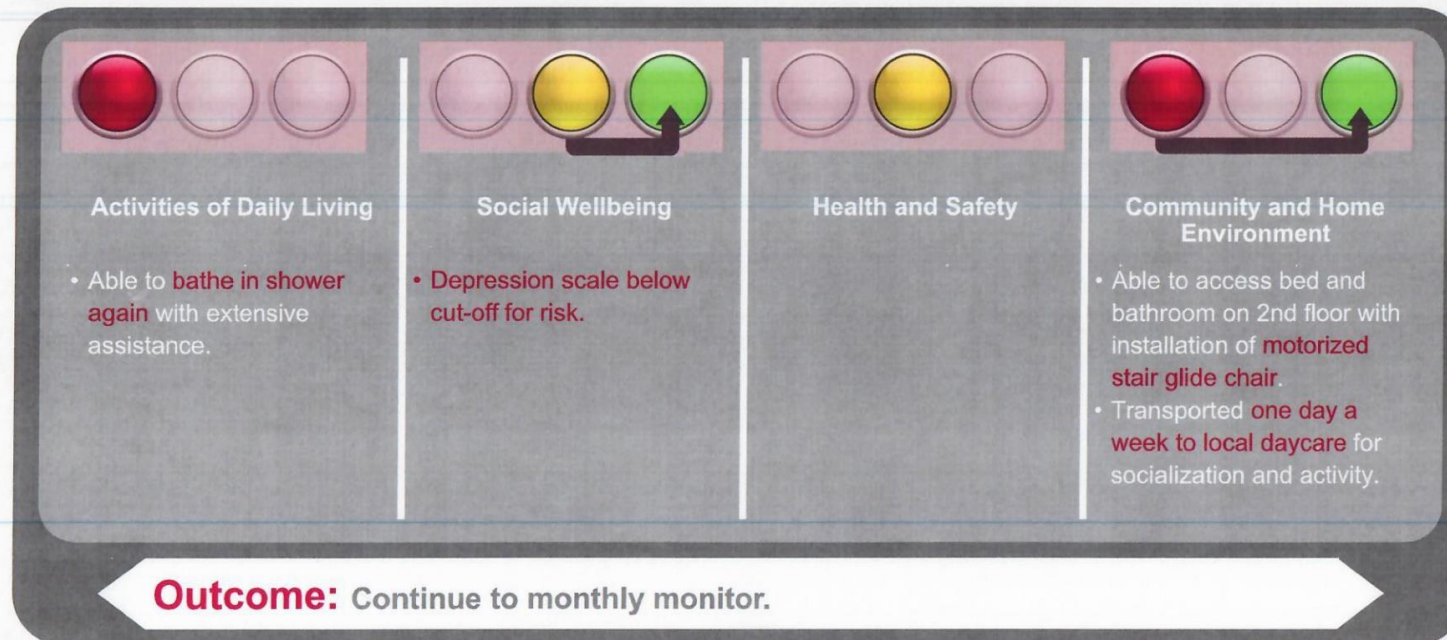 Activities of Daily Living
• Able to bathe in shower
again with extensive
assistance.
Social Wellbeing
• Depression scale below
cut-off for risk.
Health and Safety
Community and Home
Environment
• Able to access bed and
bathroom on 2nd floor with
installation of motorized
stair glide chair.
• Transported one day a
week to local daycare for
socialization and activity.
Outcome: Continue to monthly monitor.